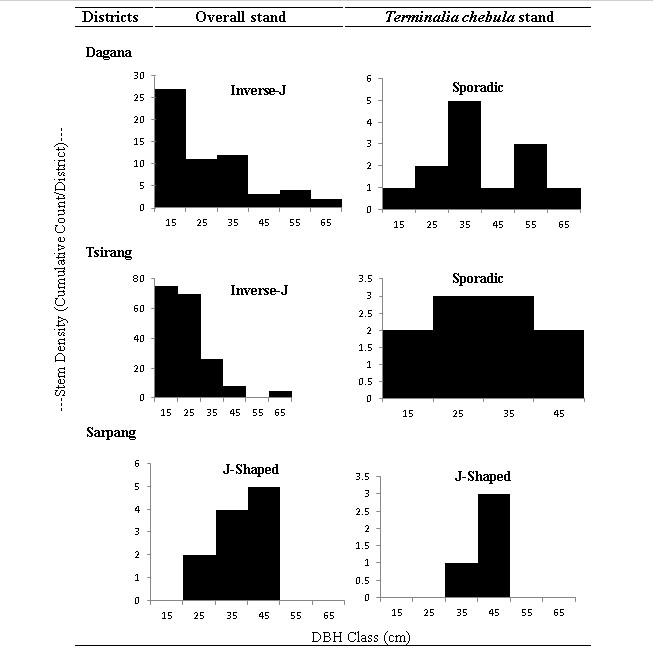 Districts Overall stand Terminalia chebula stand
Dagana
Inverse-J
30
25
20
15
10
5
0
15 25 35 45 55 65
Sporadic
6
5
4
3
2
1
0
15 25 35 45 55 65
Tsirang
Inverse-J
80
60
40
20
0
15 25 35 45 55 65
Sporadic
3.5
3
2.5
2
1.5
1
0.5
0
15 25 35 45
Sarpang
J-Shaped
6
5
4
3
2
1
0
15 25 35 45 55 65
J-Shaped
3.5
3
2.5
2
1.5
1
0.5
0
15 25 35 45 55 65
---Stem Density (Cumulative Count/District)---
DBH Class (cm)